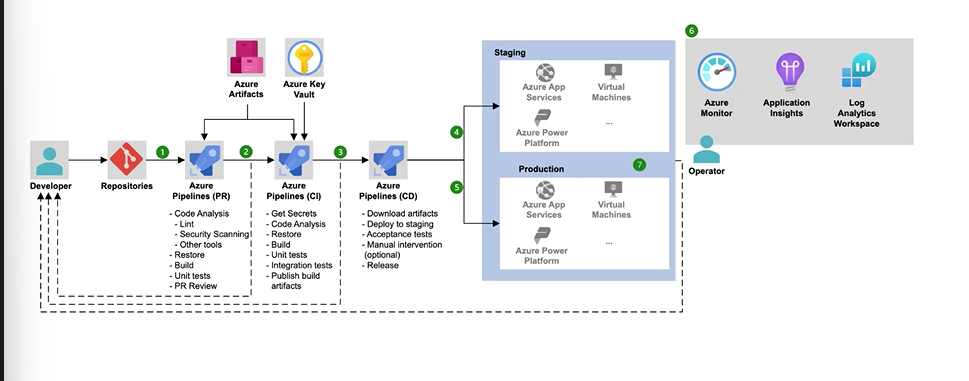 6
Staging
Azure App
Services
Virtual
Machines
Azure Power
Platform
...
Azure
Artifacts
Azure Key
Vault
Azure
Monitor
Application
Insights
Log
Analytics
Workspace
4
1
2
3
5
7
Developer
Repositories
Azure
Pipelines (PR)
- Code Analysis
- Lint
- Security Scanning
- Other tools
- Restore
- Build
- Unit tests
- PR Review
Azure
Pipelines (CI)
- Get Secrets
- Code Analysis
- Restore
- Build
- Unit tests
- Integration tests
- Publish build
artifacts
Azure
Pipelines (CD)
- Download artifacts
- Deploy to staging
- Acceptance tests
- Manual intervention
(optional)
- Release
Production
Azure App
Services
Virtual
Machines
Azure Power
Platform
...
Operator